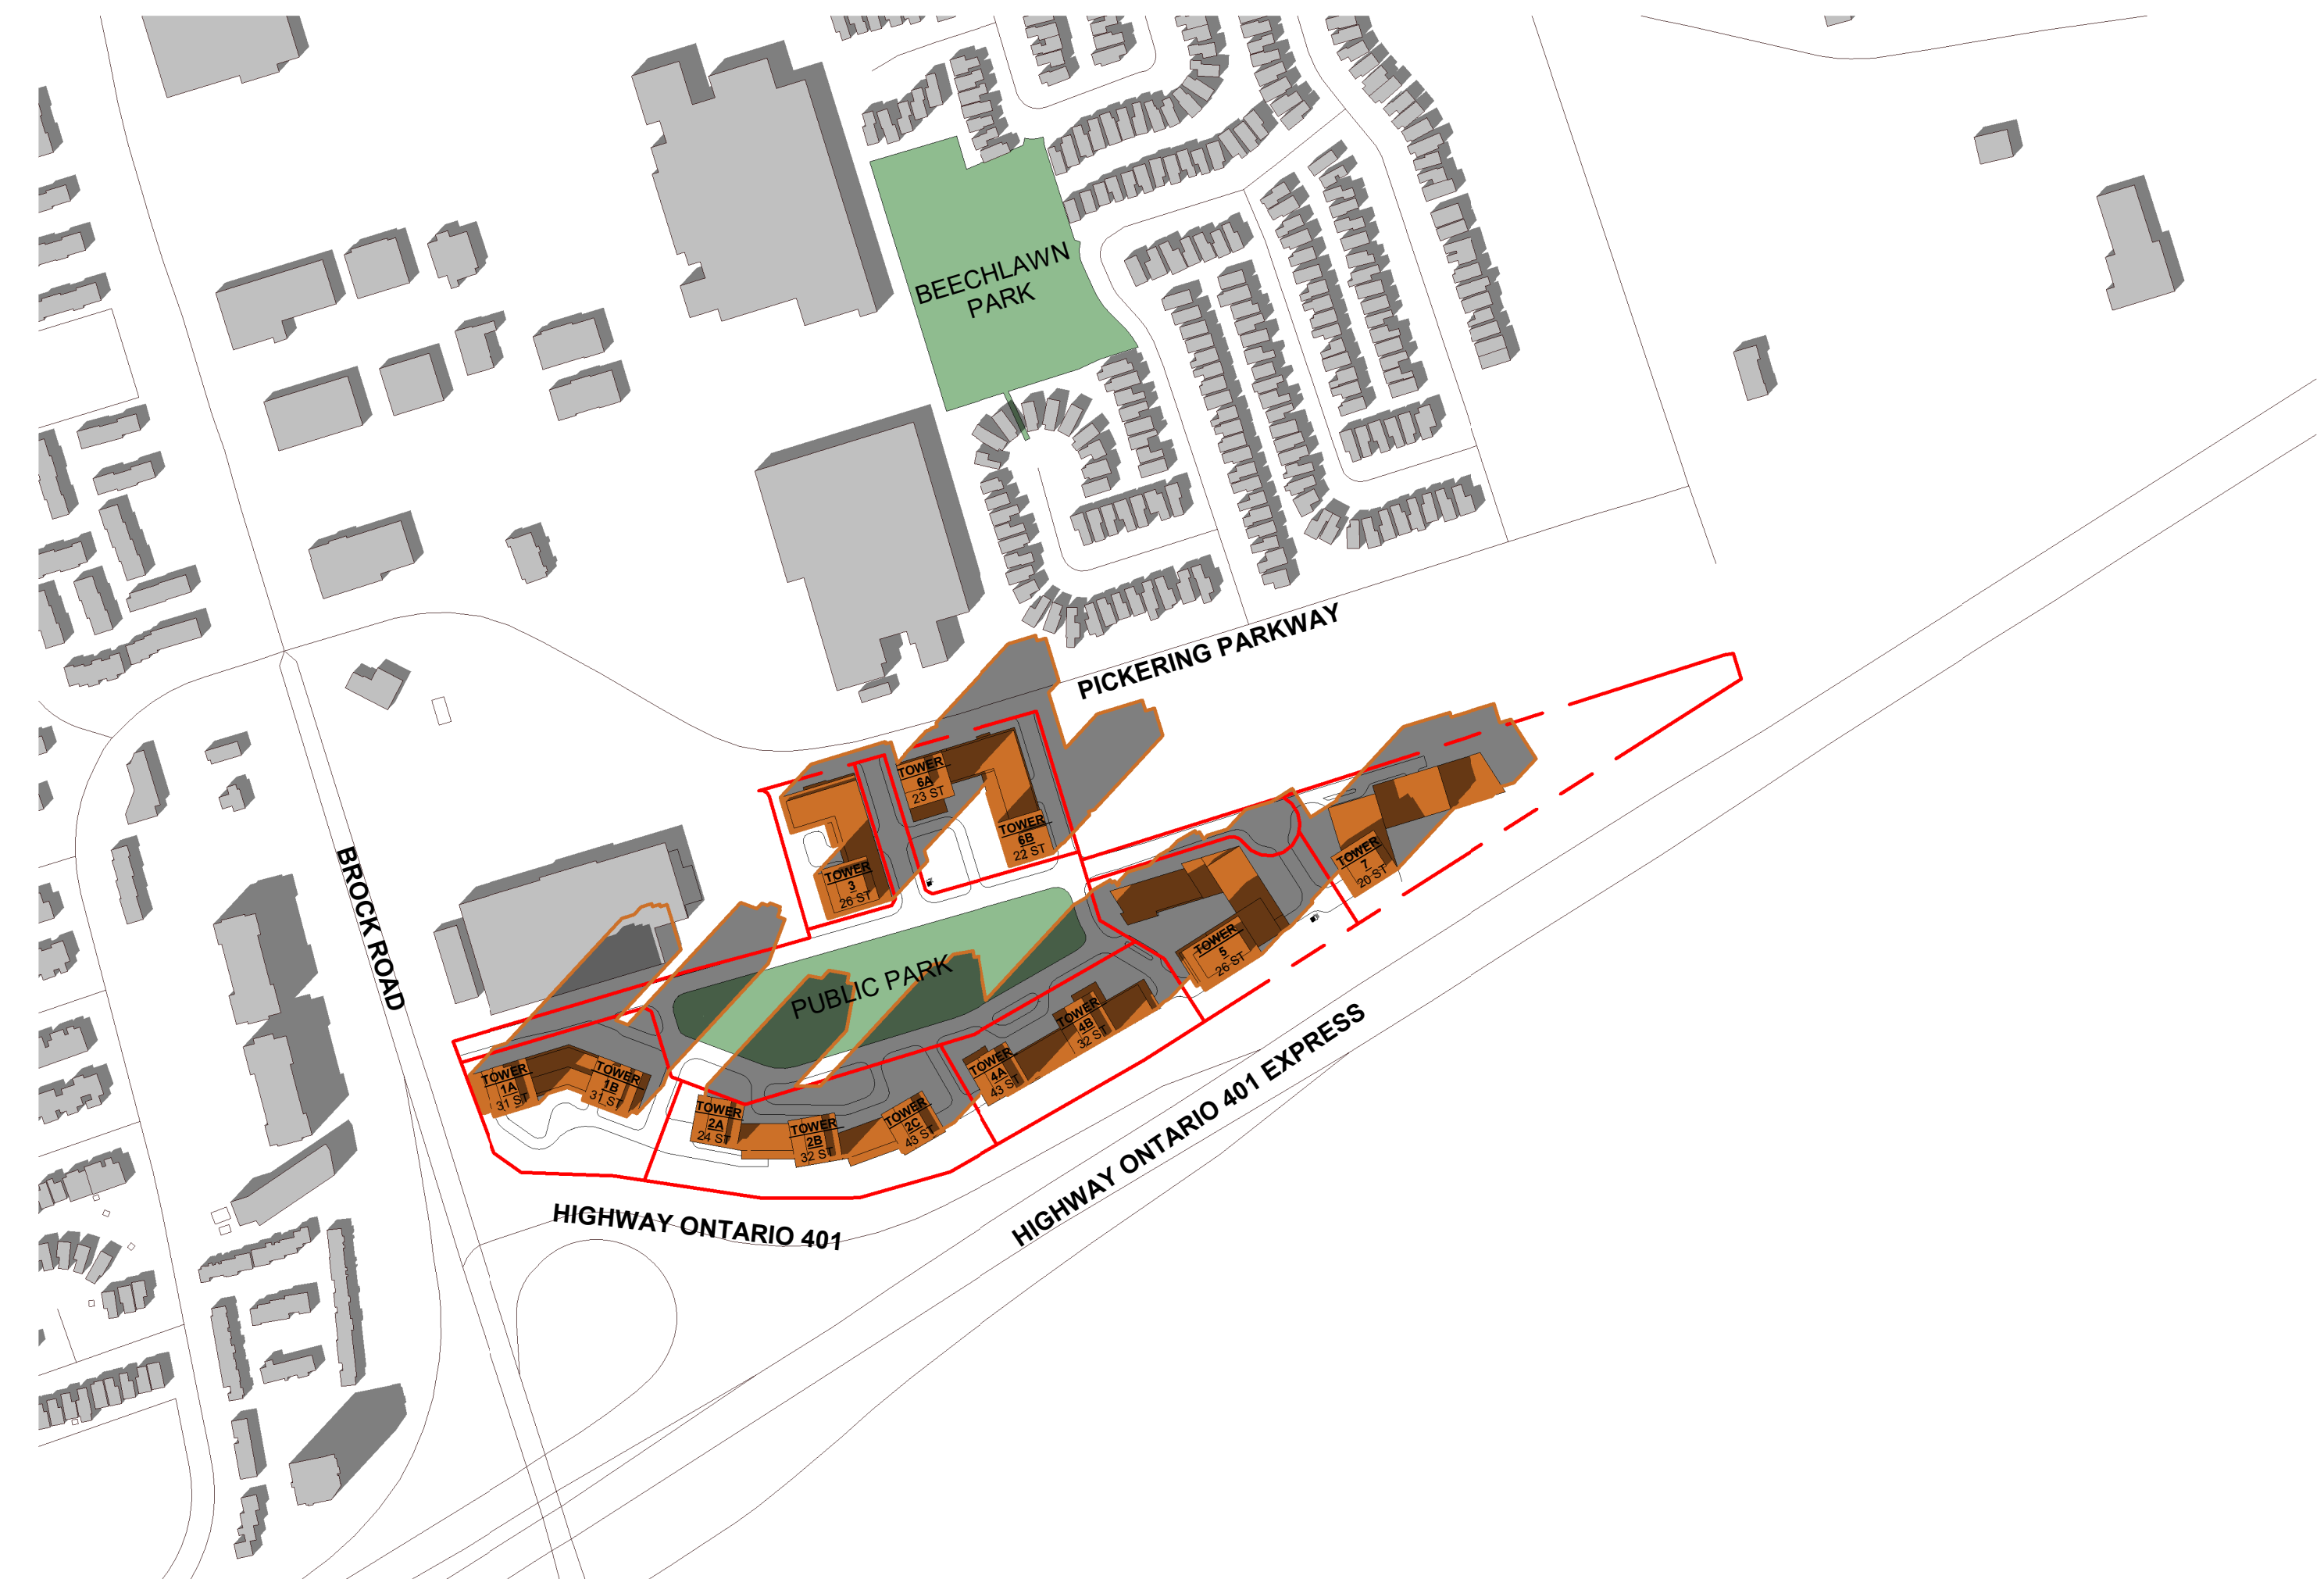 BEECHLAWN
PARK
PICKERING PARKWAY
TOWER
6A
23 ST
TOWER
6B
22 ST
TOWER
3
26 ST
TOWER
7
20 ST
BROCK ROAD
PUBLIC PARK
TOWER
5
26 ST
TOWER
4B
32 ST
TOWER
4A
43 ST
TOWER
1A
31 ST
TOWER
1B
31 ST
TOWER
2A
24 ST
TOWER
2B
32 ST
TOWER
2C
43 ST
HIGHWAY ONTARIO 401 EXPRESS
HIGHWAY ONTARIO 401